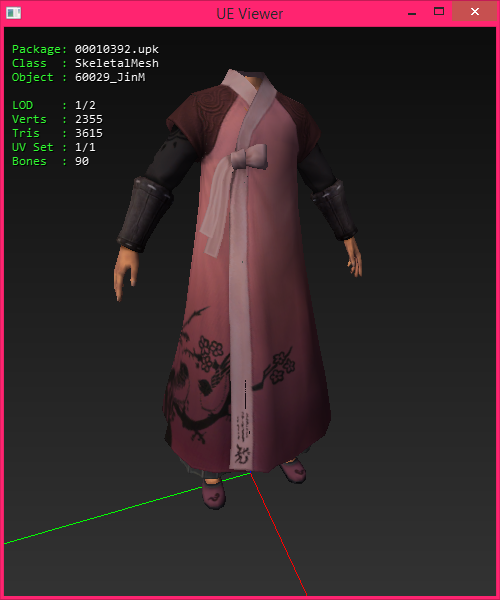 UE Viewer
Package: 00010392.upk
Class : SkeletalMesh
Object : 60029_JinM
LOD : 1/2
Verts : 2355
Tris : 3615
UV Set : 1/1
Bones : 90